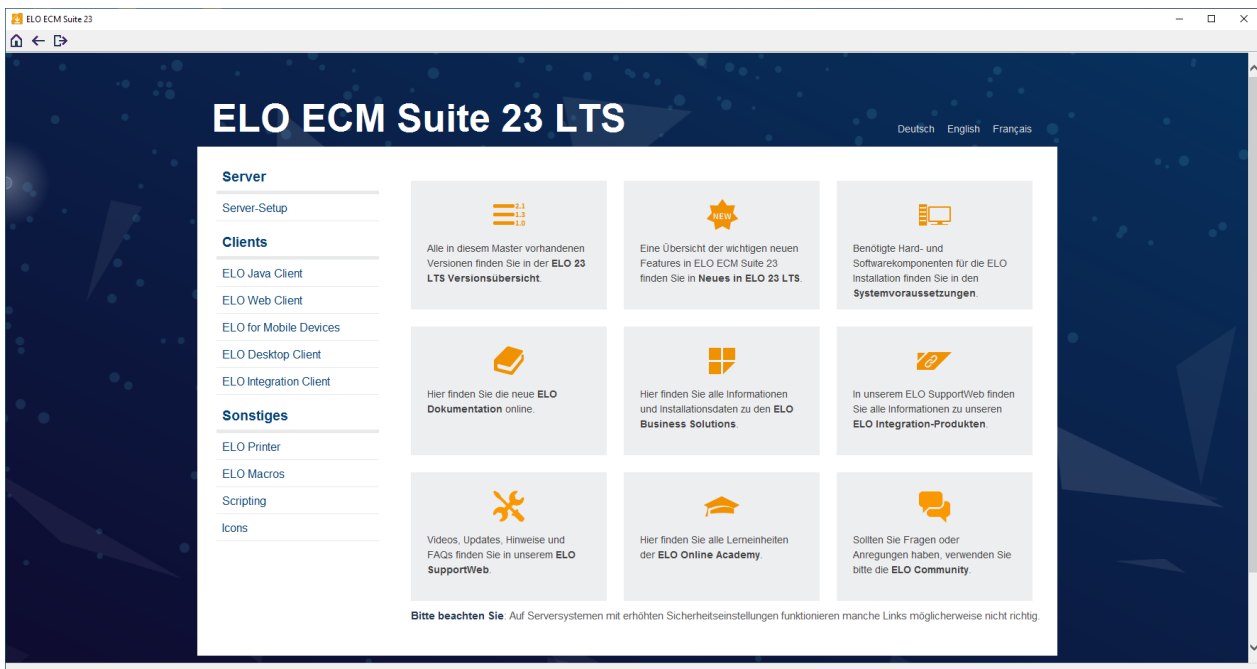 ELO ECM Suite 23
ELO ECM Suite 23 LTS
Deutsch English Français
Server
Server-Setup
Clients
ELO Java Client
ELO Web Client
ELO for Mobile Devices
ELO Desktop Client
ELO Integration Client
Sonstiges
ELO Printer
ELO Macros
Scripting
Icons
2.1
1.3
1.0
Alle in diesem Master vorhandenen
Versionen finden Sie in der ELO 23
LTS Versionsübersicht.
NEW
Eine Übersicht der wichtigen neuen
Features in ELO ECM Suite 23
finden Sie in Neues in ELO 23 LTS.
Benötigte Hard- und
Softwarekomponenten für die ELO
Installation finden Sie in den
Systemvoraussetzungen.
Hier finden Sie die neue ELO
Dokumentation online.
Hier finden Sie alle Informationen
und Installationsdaten zu den ELO
Business Solutions.
In unserem ELO SupportWeb finden
Sie alle Informationen zu unseren
ELO Integration-Produkten.
Videos, Updates, Hinweise und
FAQs finden Sie in unserem ELO
SupportWeb.
Hier finden Sie alle Lerneinheiten
der ELO Online Academy.
Sollten Sie Fragen oder
Anregungen haben, verwenden Sie
bitte die ELO Community.
Bitte beachten Sie: Auf Serversystemen mit erhöhten Sicherheitseinstellungen funktionieren manche Links möglicherweise nicht richtig.